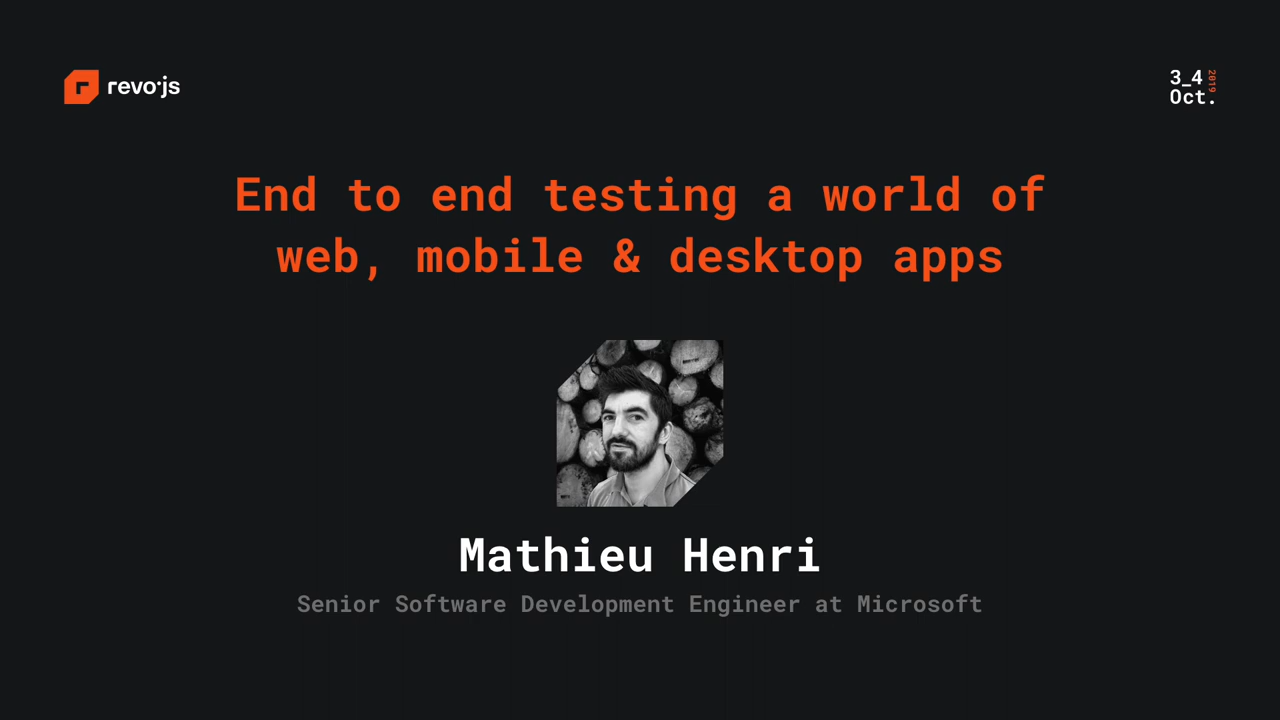 revo·js
3_4
Oct.
2019
End to end testing a world of
web, mobile & desktop apps
Mathieu Henri
Senior Software Development Engineer at Microsoft